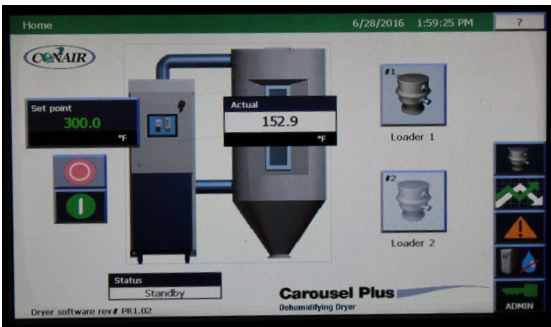 Home
6/28/2016 1:59:25 PM
?
CONAIR
Set point
300.0
°F
Actual
152.9
°F
#1
Loader 1
#2
Loader 2
Status
Standby
Carousel Plus
Dehumidifying Dryer
Dryer software rev# PR1.02
ADMIN